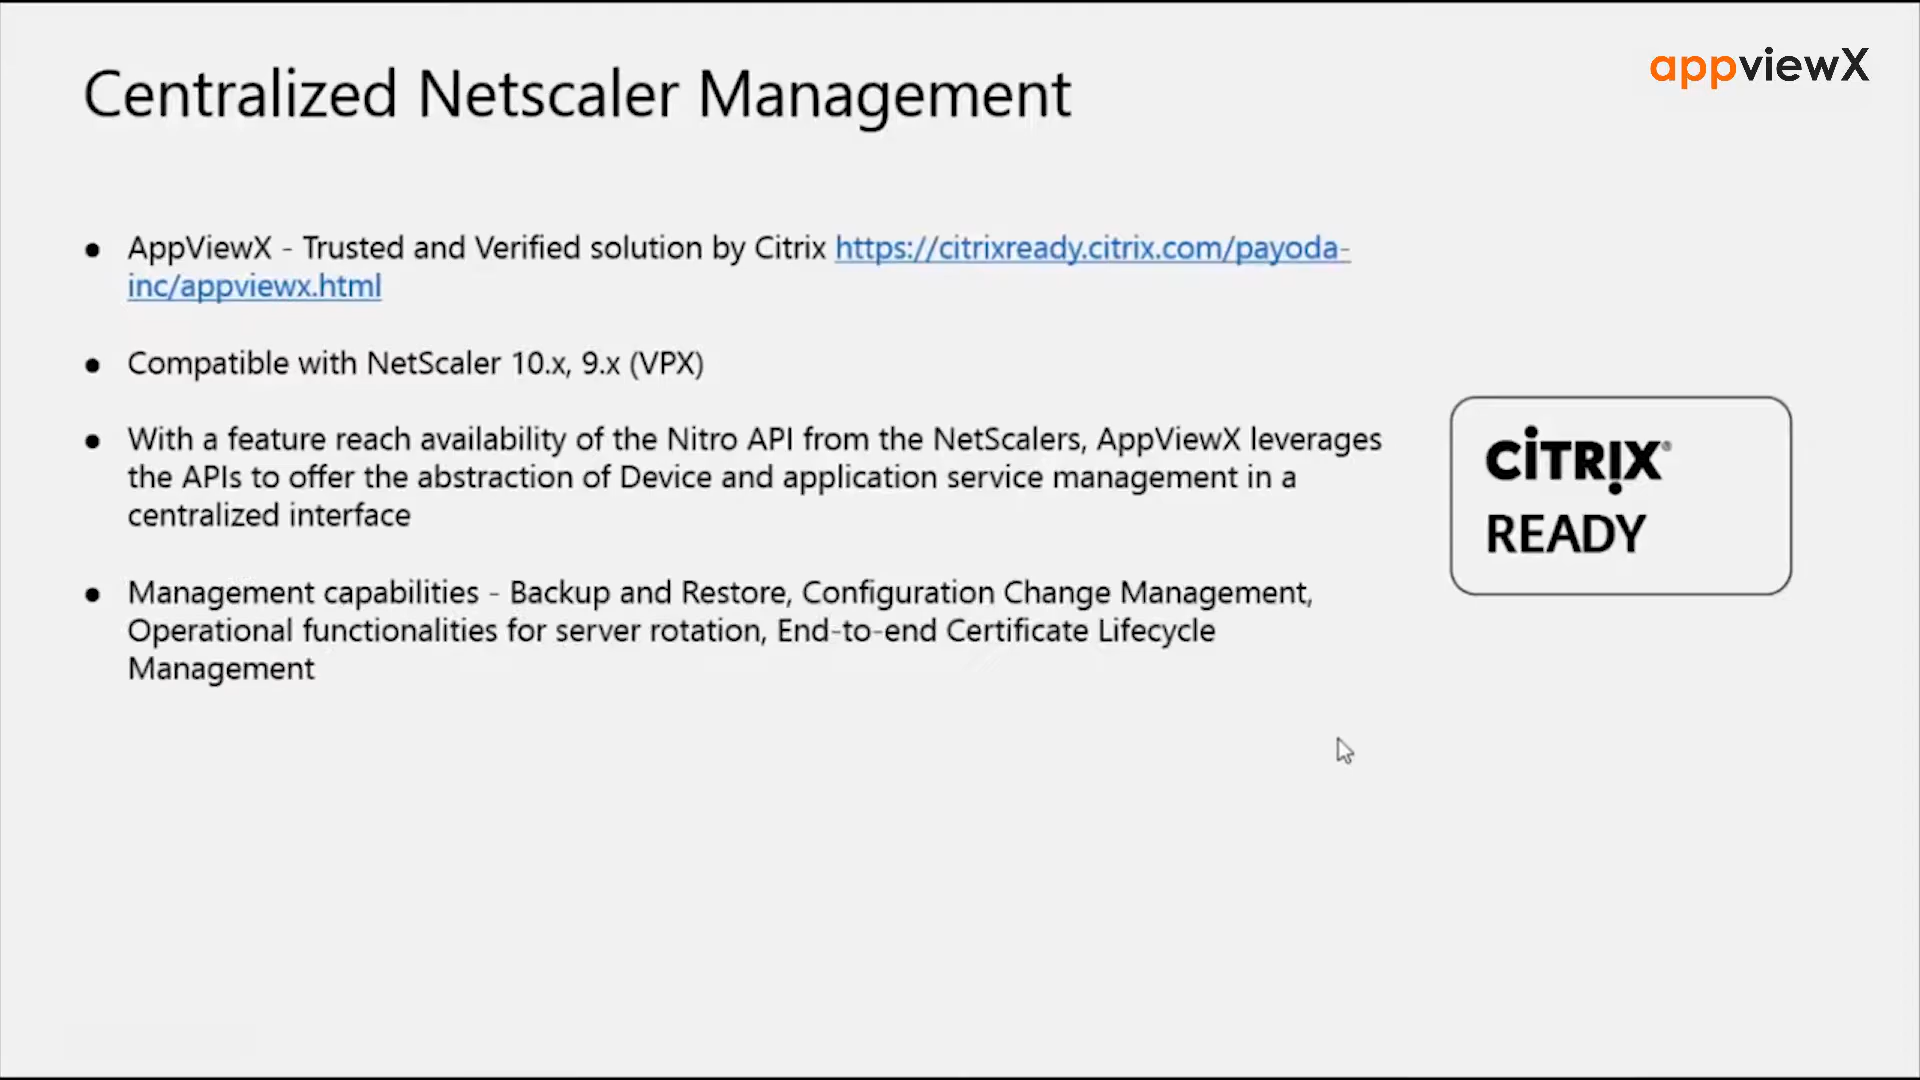 appviewX
Centralized Netscaler Management
● AppViewX - Trusted and Verified solution by Citrix https://citrixready.citrix.com/payoda-
inc/appviewx.html
● Compatible with NetScaler 10.x, 9.x (VPX)
● With a feature reach availability of the Nitro API from the NetScalers, AppViewX leverages
the APIs to offer the abstraction of Device and application service management in a
centralized interface
● Management capabilities - Backup and Restore, Configuration Change Management,
Operational functionalities for server rotation, End-to-end Certificate Lifecycle
Management
CiTRIX®
READY